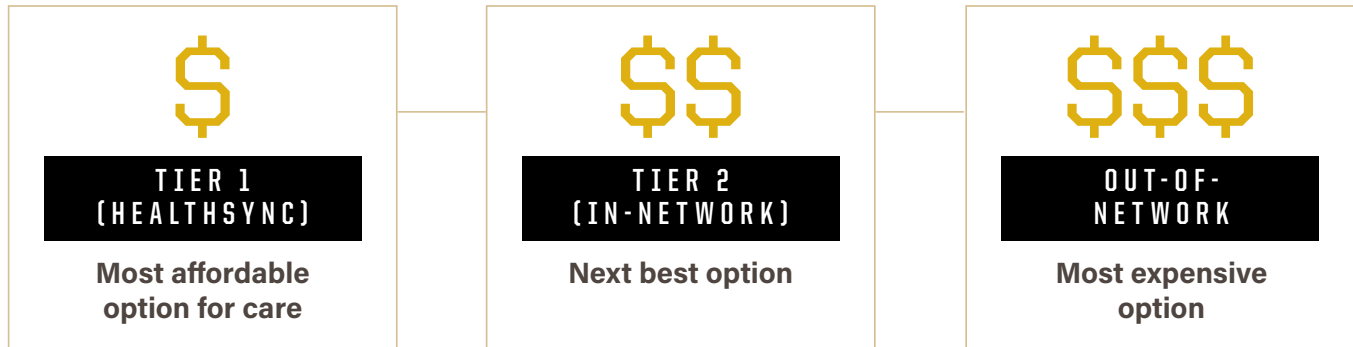 $
TIER 1
(HEALTHSYNC)
Most affordable
option for care
$$
TIER 2
(IN-NETWORK)
Next best option
$$$
OUT-OF-
NETWORK
Most expensive
option